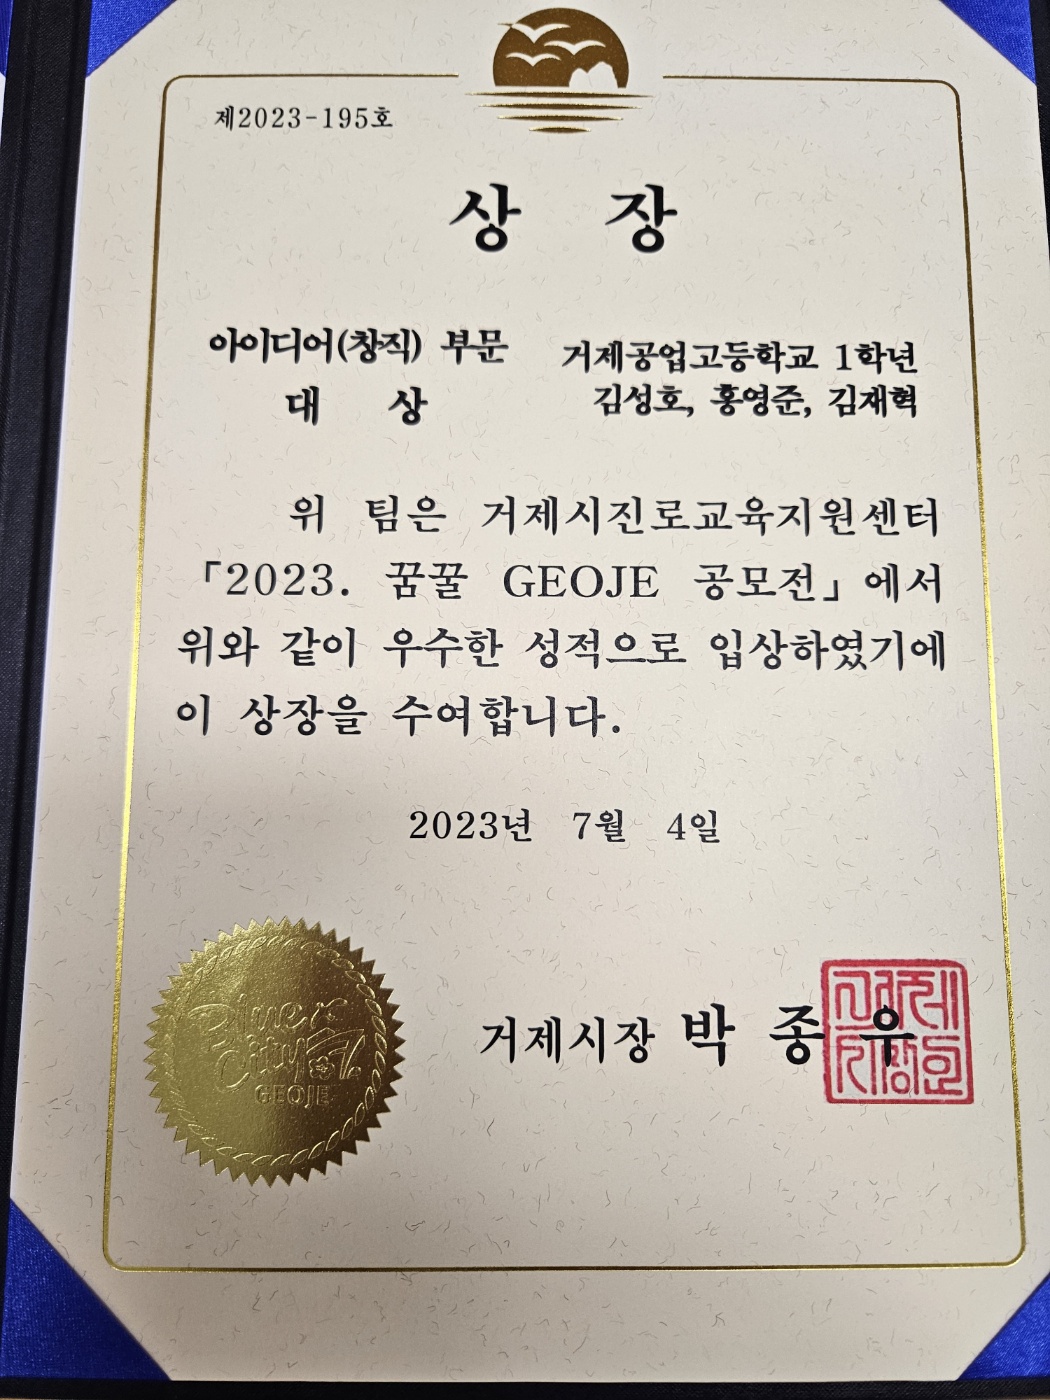 제2023-195호
상 장
아이디어(창직) 부문
대 상
거제공업고등학교 1학년
김성호, 홍영준, 김재혁
위 팀은 거제시진로교육지원센터
「2023. 꿈꿀 GEOJE 공모전」에서
위와 같이 우수한 성적으로 입상하였기에
이 상장을 수여합니다.
2023년 7월 4일
거제시장 박 종 우
Blue
City
GEOJE